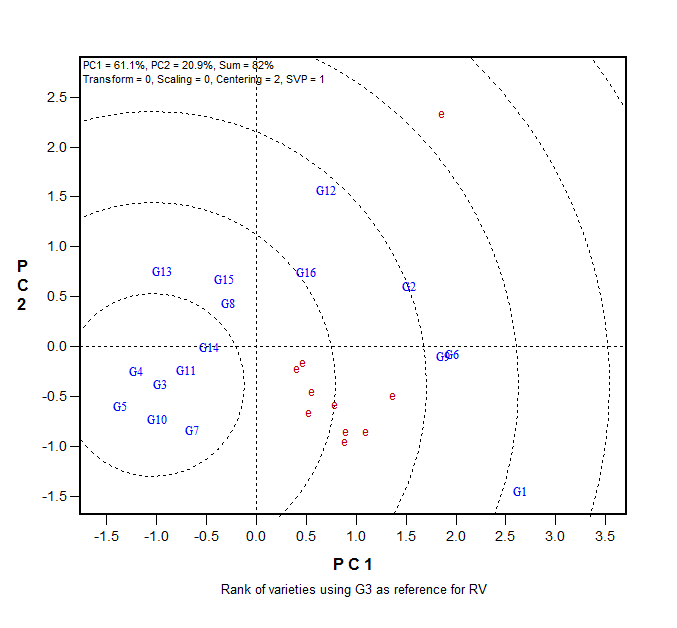 PC1 = 61.1%, PC2 = 20.9%, Sum = 82%
Transform = 0, Scaling = 0, Centering = 2, SVP = 1
e
2.5
2.0
G12
1.5
1.0
G13
G15
G16
P
C
2
G2
0.5
G8
0.0
G14
G9
G6
e
e
G4
G11
G3
e
e
-0.5
G5
e
e
G10
G7
e
e
e
-1.0
G1
-1.5
-1.5 -1.0 -0.5 0.0 0.5 1.0 1.5 2.0 2.5 3.0 3.5
P C 1
Rank of varieties using G3 as reference for RV